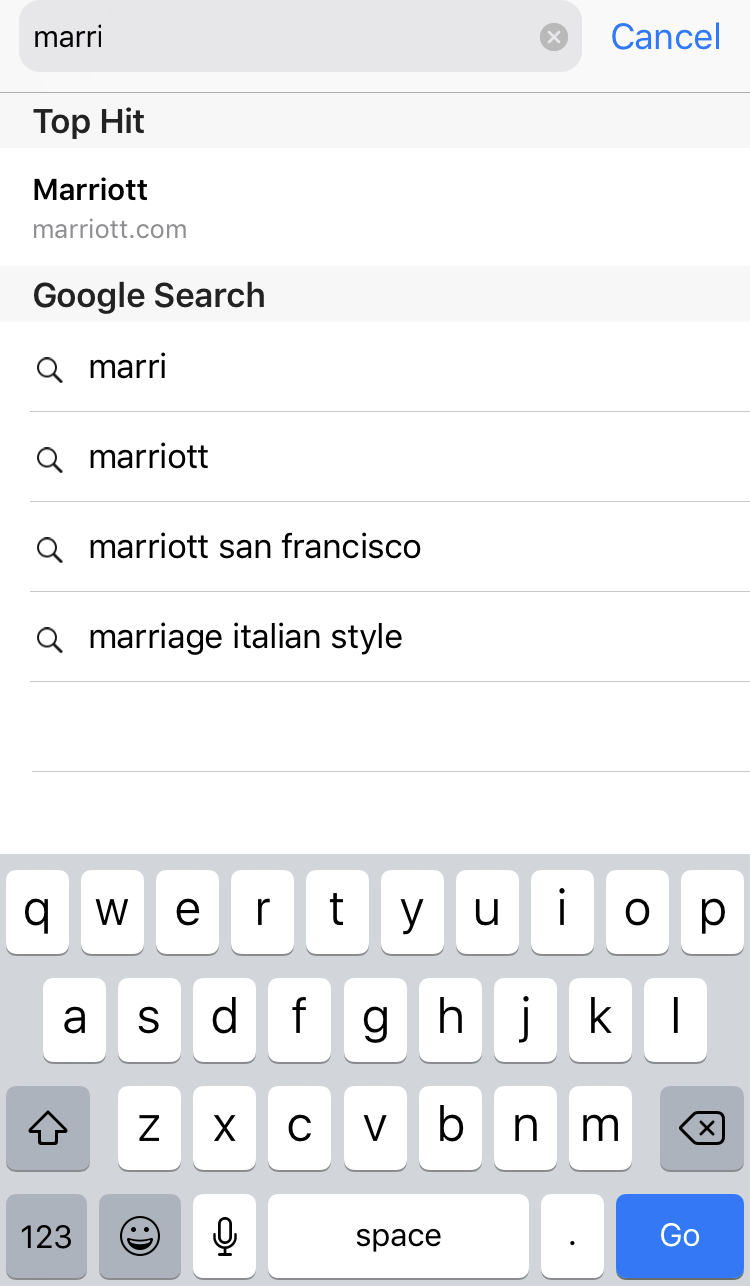 marri
Cancel
Top Hit
Marriott
marriott.com
Google Search
marri
marriott
marriott san francisco
marriage italian style
q w e r t y u i o p
a s d f g h j k l
z x c v b n m
123 space . Go